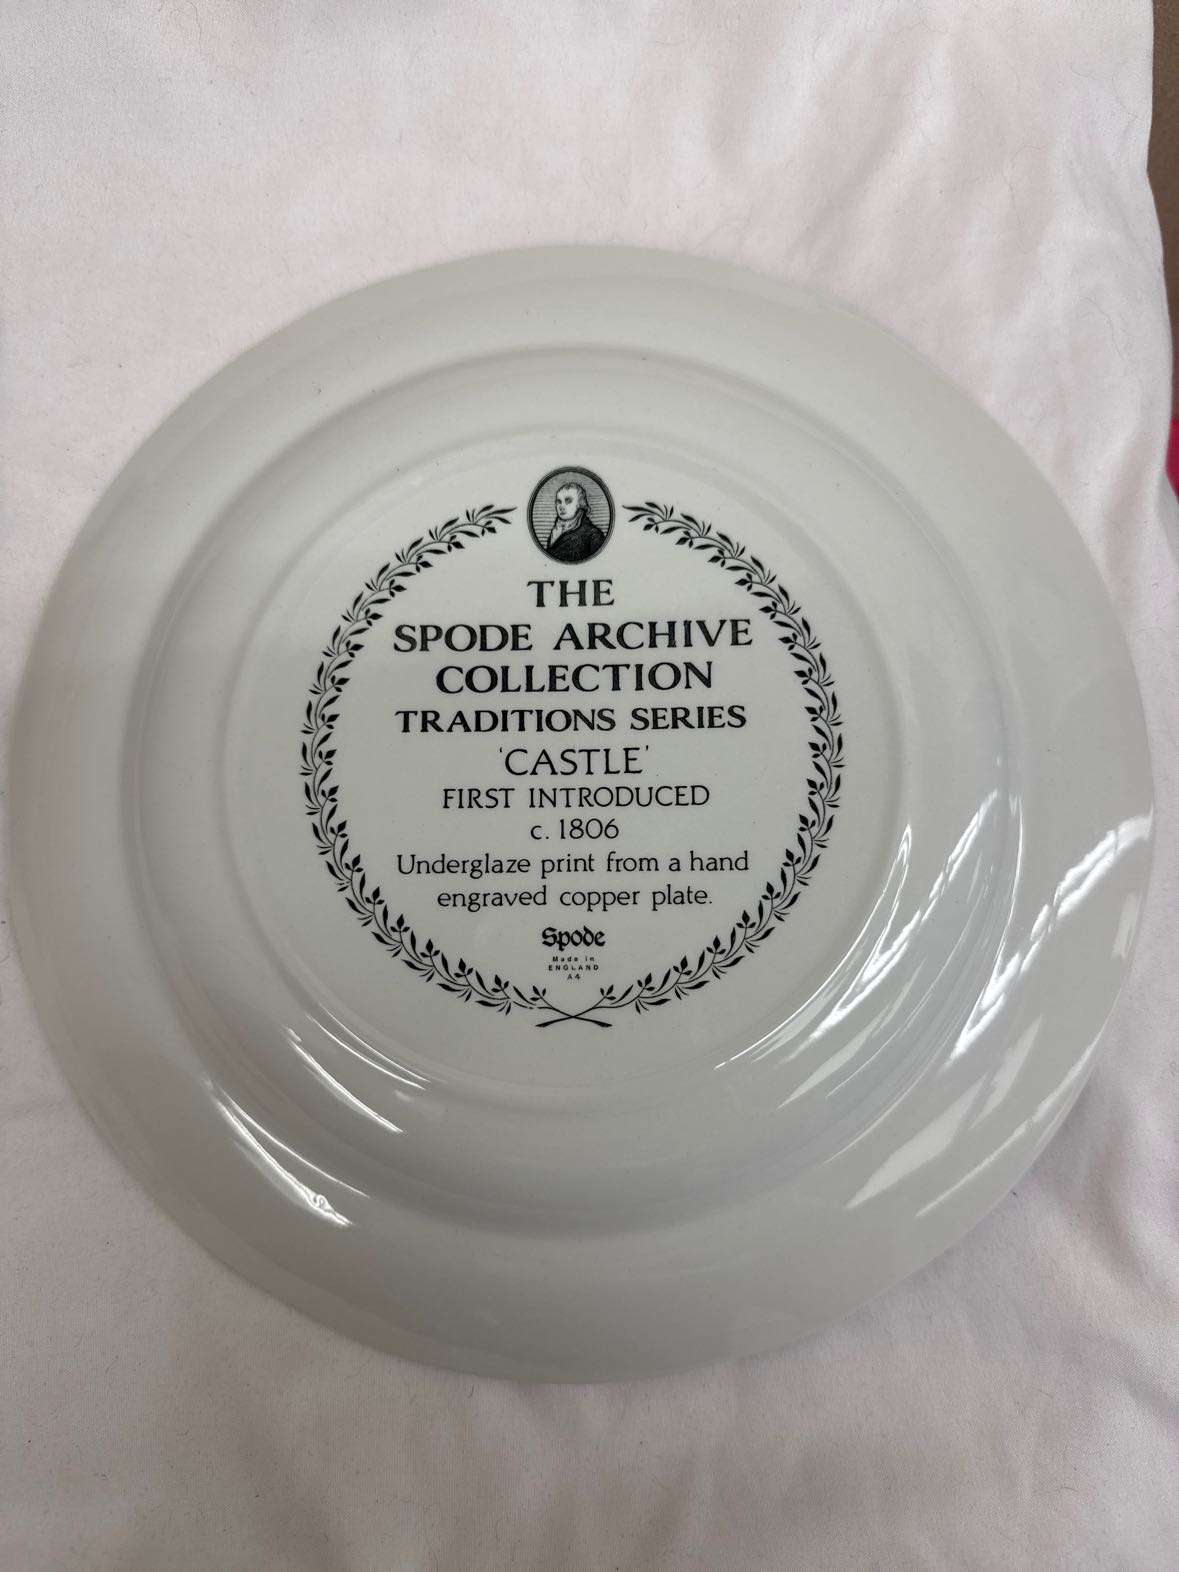 THE
SPODE ARCHIVE
COLLECTION
TRADITIONS SERIES
'CASTLE'
FIRST INTRODUCED
c. 1806
Underglaze print from a hand
engraved copper plate.
Spode
Made in
ENGLAND
A4